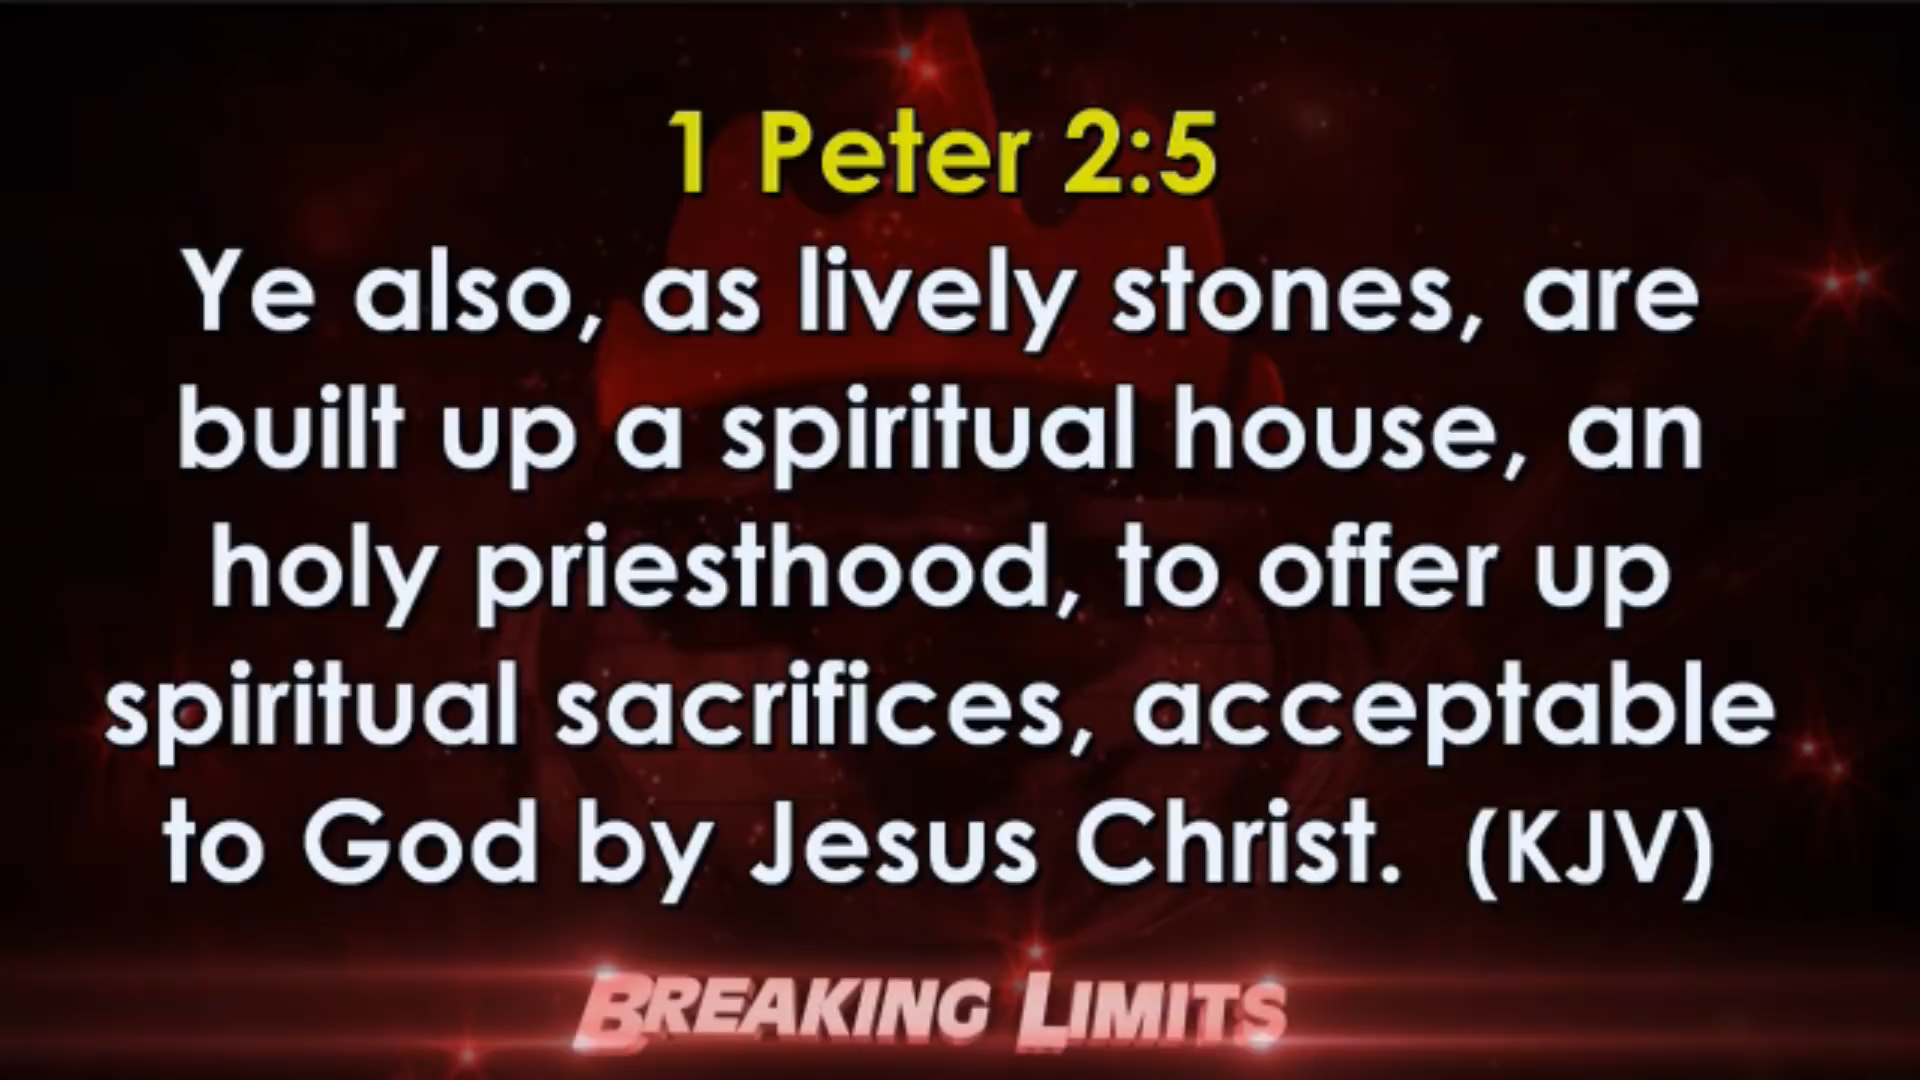 1 Peter 2:5
Ye also, as lively stones, are
built up a spiritual house, an
holy priesthood, to offer up
spiritual sacrifices, acceptable
to God by Jesus Christ. (KJV)
BREAKING LIMITS